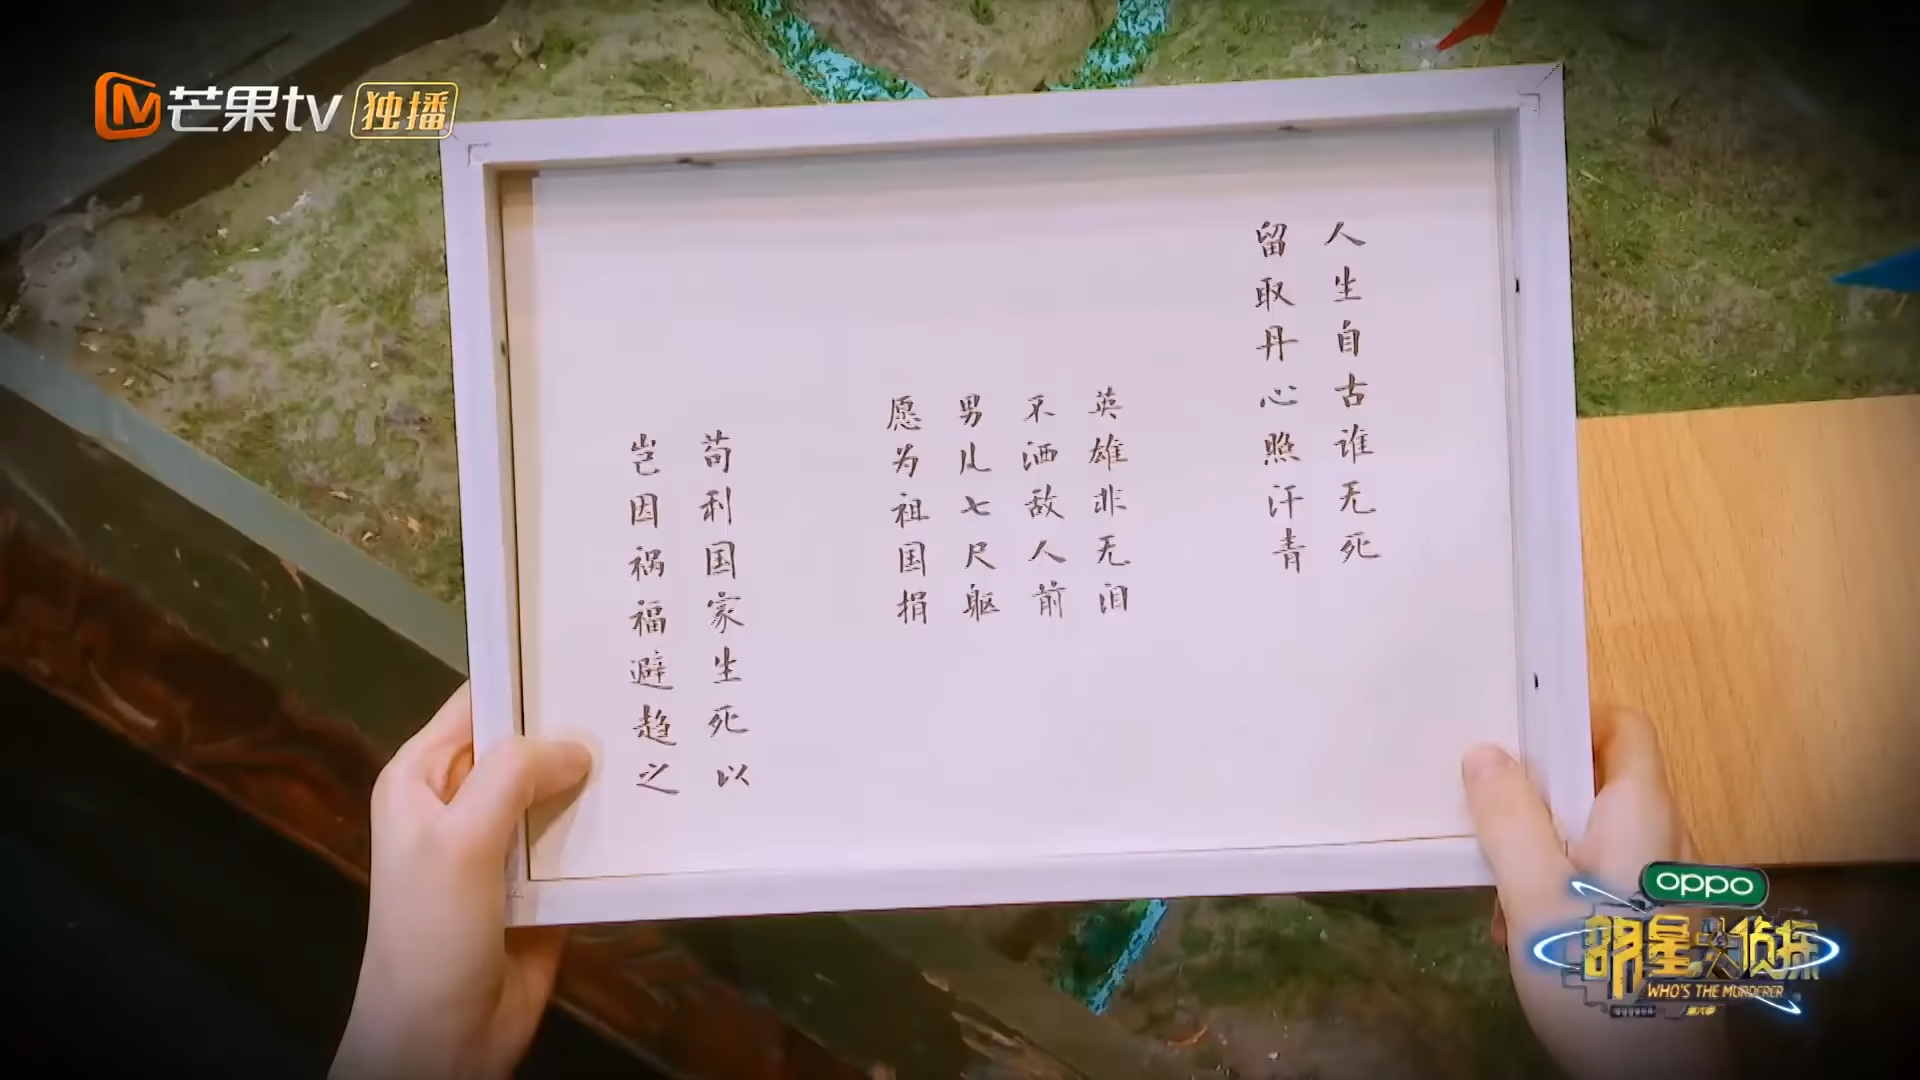 芒果tv 独播
人生自古谁无死
留取丹心照汗青
英雄非无泪
不洒敌人前
男儿七尺躯
愿为祖国捐
苟利国家生死以
岂因祸福避趋之
oppo
明星大侦探
WHO'S THE MURDERER
第六季